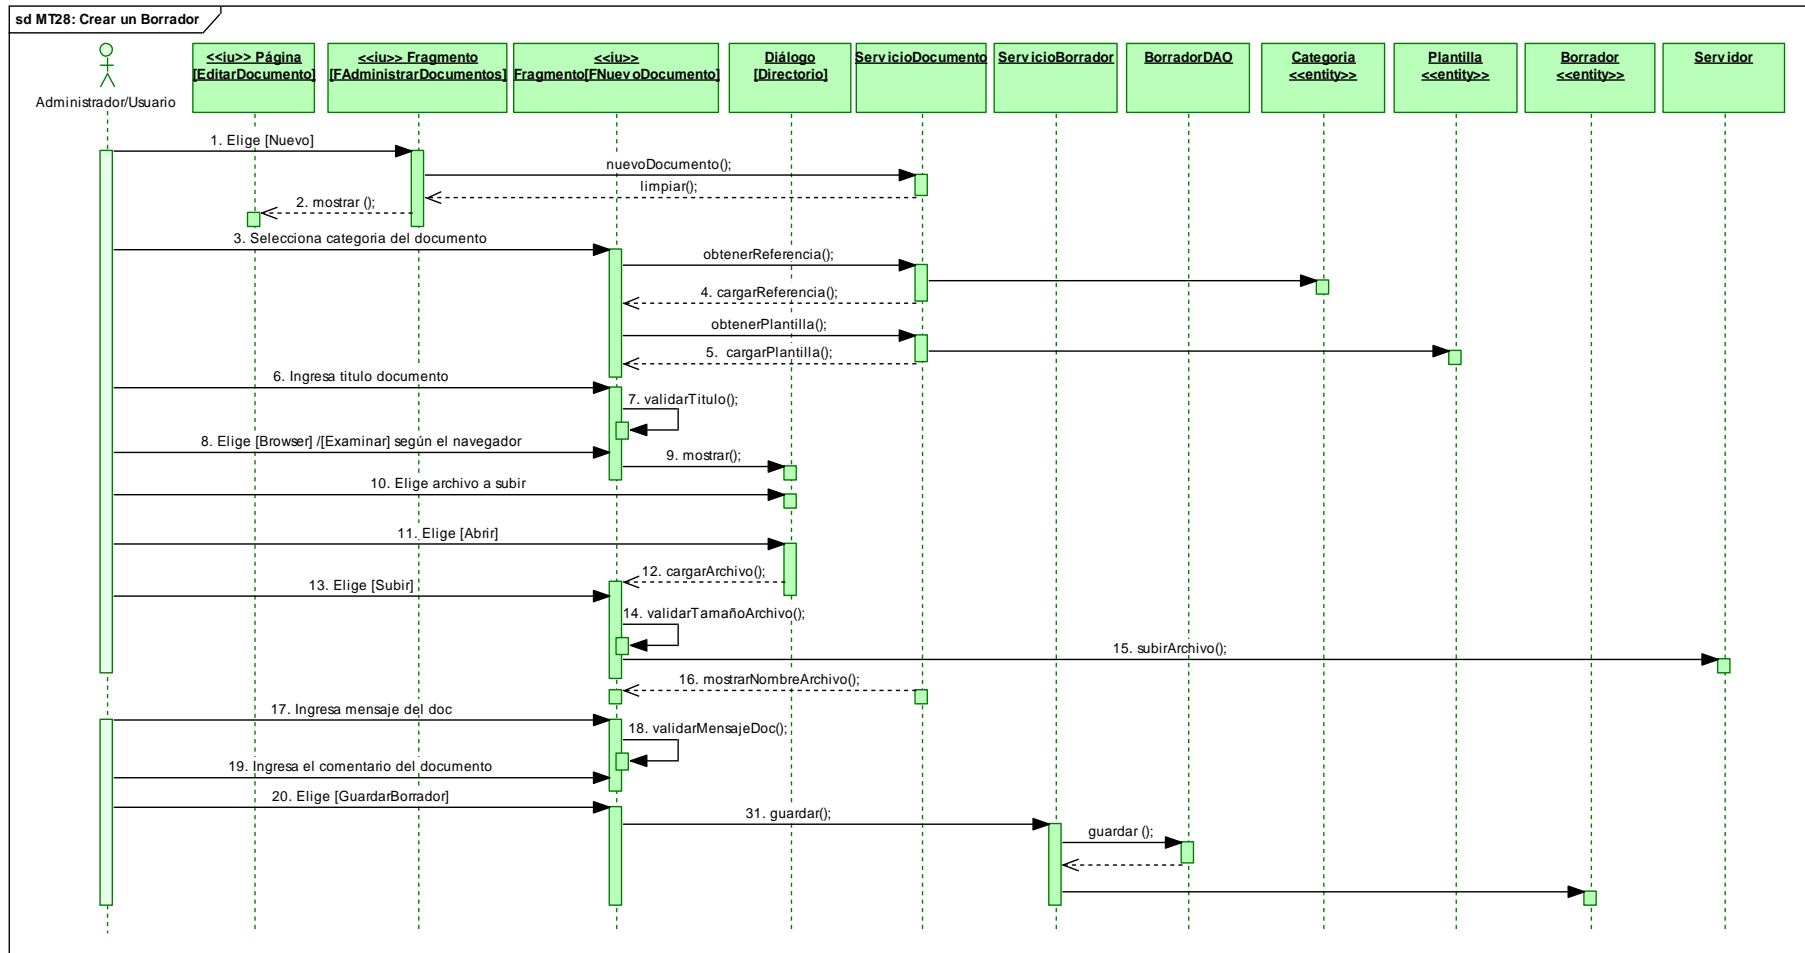 sd MT28: Crear un Borrador
Administrador/Usuario
<<iu>> Página
[EditarDocumento]
<<iu>> Fragmento
[FAdministrarDocumentos]
<<iu>>
Fragmento[FNuevoDocumento]
Diálogo
[Directorio]
ServicioDocumento
ServicioBorrador
BorradorDAO
Categoria
<<entity>>
Plantilla
<<entity>>
Borrador
<<entity>>
Servidor
1. Elige [Nuevo]
nuevoDocumento();
limpiar();
2. mostrar ();
3. Selecciona categoria del documento
obtenerReferencia();
4. cargarReferencia();
obtenerPlantilla();
5. cargarPlantilla();
6. Ingresa titulo documento
7. validarTitulo();
8. Elige [Browser] /[Examinar] según el navegador
9. mostrar();
10. Elige archivo a subir
11. Elige [Abrir]
12. cargarArchivo();
13. Elige [Subir]
14. validarTamañoArchivo();
15. subirArchivo();
16. mostrarNombreArchivo();
17. Ingresa mensaje del doc
18. validarMensajeDoc();
19. Ingresa el comentario del documento
20. Elige [GuardarBorrador]
31. guardar();
guardar ();